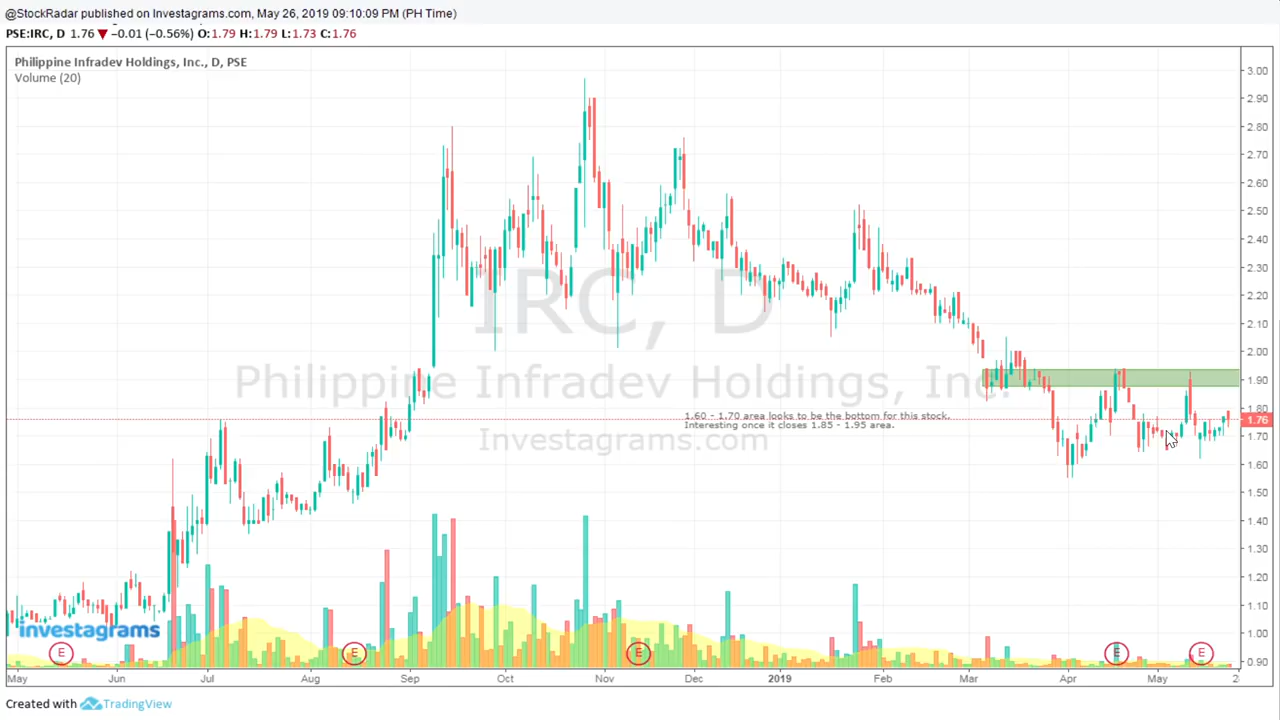 @StockRadar published on Investagrams.com, May 26, 2019 09:10:09 PM (PH Time)
PSE:IRC, D 1.76 ▼ −0.01 (−0.56%) O:1.79 H:1.79 L:1.73 C:1.76
Philippine Infradev Holdings, Inc., D, PSE
Volume (20)
IRC, D
Philippine Infradev Holdings, Inc.
Investagrams.com
1.60 - 1.70 area looks to be the bottom for this stock.
Interesting once it closes 1.85 - 1.95 area.
3.00
2.90
2.80
2.70
2.60
2.50
2.40
2.30
2.20
2.10
2.00
1.90
1.80
1.76
1.70
1.60
1.50
1.40
1.30
1.20
1.10
1.00
0.90
investagrams
E E E E E
May Jun Jul Aug Sep Oct Nov Dec 2019 Feb Mar Apr May
Created with TradingView